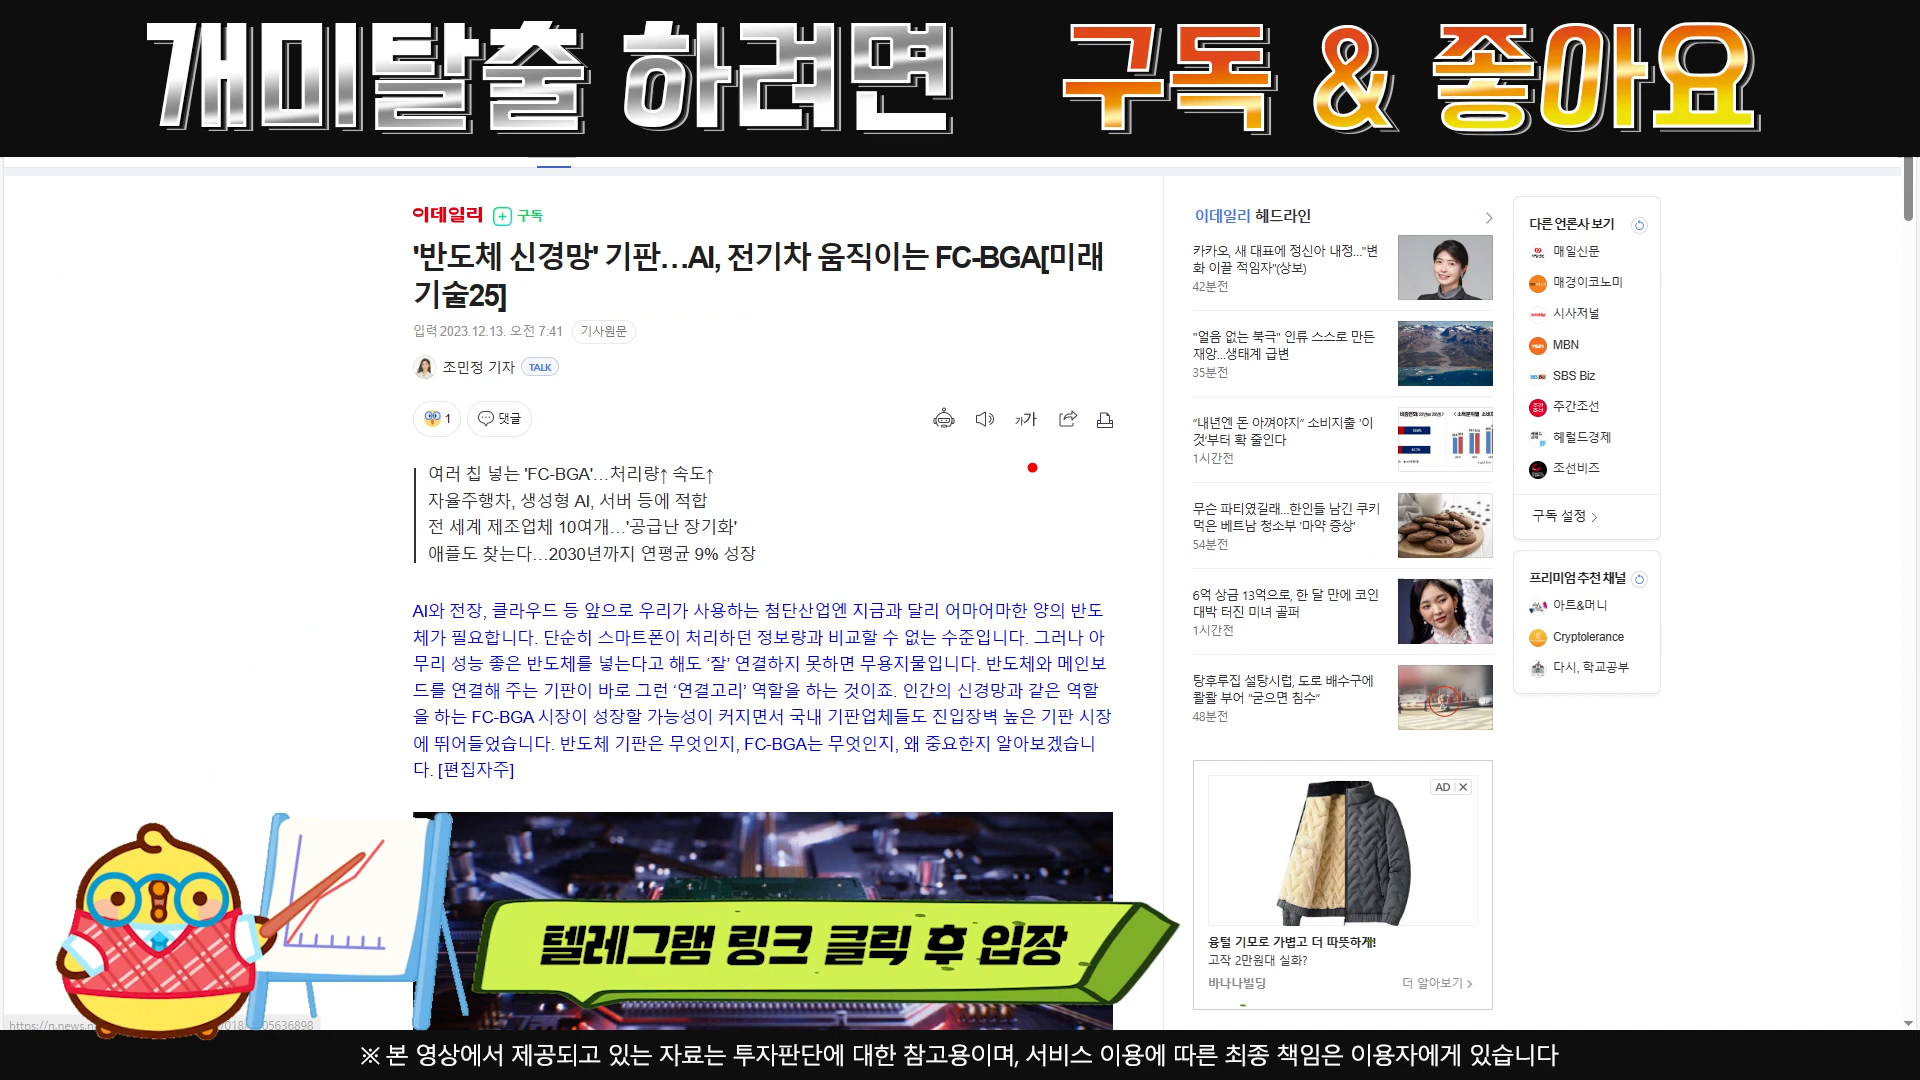 개미탈출 하려면 구독 & 좋아요
이데일리 구독
'반도체 신경망' 기판…AI, 전기차 움직이는 FC-BGA[미래
기술25]
입력 2023.12.13. 오전 7:41 기사원문
조민정 기자 TALK
1 댓글
가가
여러 칩 넣는 'FC-BGA'…처리량↑ 속도↑
자율주행차, 생성형 AI, 서버 등에 적합
전 세계 제조업체 10여개…'공급난 장기화'
애플도 찾는다…2030년까지 연평균 9% 성장
AI와 전장, 클라우드 등 앞으로 우리가 사용하는 첨단산업엔 지금과 달리 어마어마한 양의 반도
체가 필요합니다. 단순히 스마트폰이 처리하던 정보량과 비교할 수 없는 수준입니다. 그러나 아
무리 성능 좋은 반도체를 넣는다고 해도 ‘잘’ 연결하지 못하면 무용지물입니다. 반도체와 메인보
드를 연결해 주는 기판이 바로 그런 ‘연결고리’ 역할을 하는 것이죠. 인간의 신경망과 같은 역할
을 하는 FC-BGA 시장이 성장할 가능성이 커지면서 국내 기판업체들도 진입장벽 높은 기판 시장
에 뛰어들었습니다. 반도체 기판은 무엇인지, FC-BGA는 무엇인지, 왜 중요한지 알아보겠습니
다. [편집자주]
이데일리 헤드라인
카카오, 새 대표에 정신아 내정…"변
화 이끌 적임자"(상보)
42분전
"얼음 없는 북극" 인류 스스로 만든
재앙…생태계 급변
35분전
“내년엔 돈 아껴야지” 소비지출 '이
것'부터 확 줄인다
1시간전
무슨 파티였길래…한인들 남긴 쿠키
먹은 베트남 청소부 '마약 증상'
54분전
6억 상금 13억으로, 한 달 만에 코인
대박 터진 미녀 골퍼
1시간전
탕후루집 설탕시럽, 도로 배수구에
콸콸 부어 “굳으면 침수”
48분전
AD
융털 기모로 가볍고 더 따뜻하게!
고작 2만원대 실화?
바나나빌딩 더 알아보기
다른 언론사 보기
매일신문
매경이코노미
시사저널
MBN
SBS Biz
주간조선
헤럴드경제
조선비즈
구독 설정
프리미엄 추천 채널
아트&머니
Cryptolerance
다시, 학교공부
텔레그램 링크 클릭 후 입장
※ 본 영상에서 제공되고 있는 자료는 투자판단에 대한 참고용이며, 서비스 이용에 따른 최종 책임은 이용자에게 있습니다